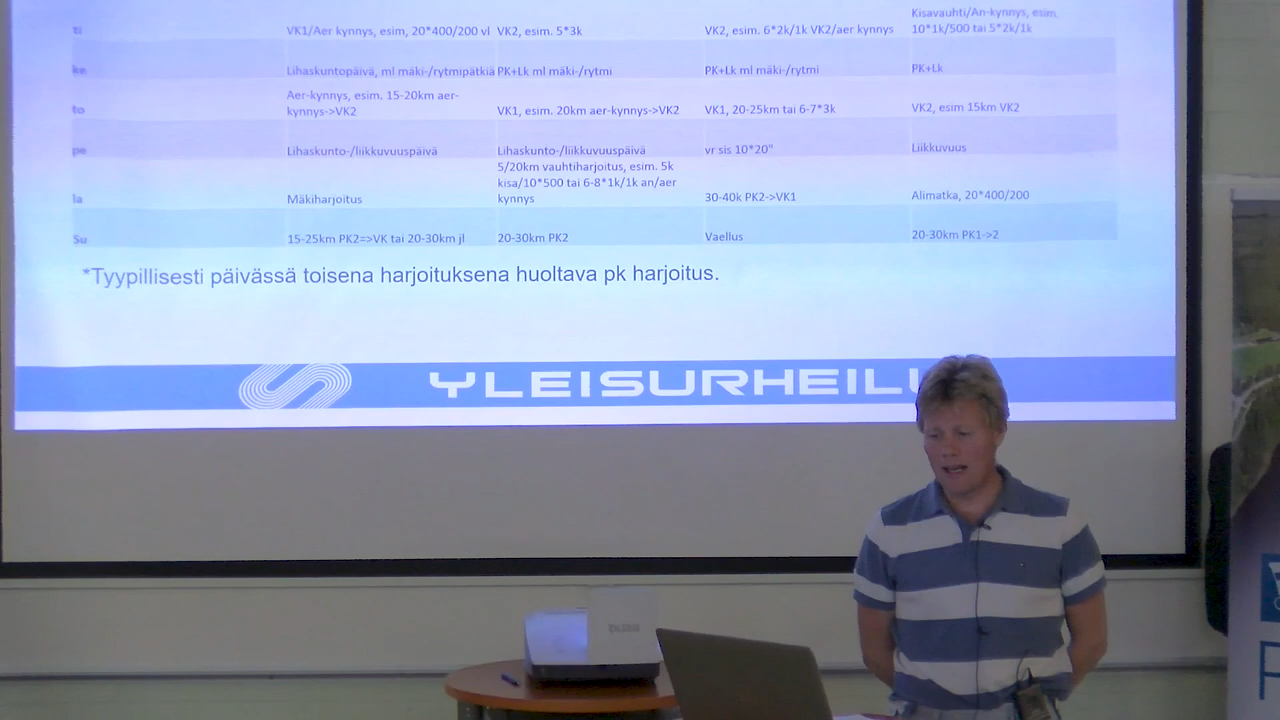 Kisavauhti/An-kynnys, esim.
ti VK1/Aer kynnys, esim, 20*400/200 vl VK2, esim. 5*3k VK2, esim. 6*2k/1k VK2/aer kynnys 10*1k/500 tai 5*2k/1k
ke Lihaskuntopäivä, ml mäki-/rytmipätkiä PK+Lk ml mäki-/rytmi PK+Lk ml mäki-/rytmi PK+Lk
Aer-kynnys, esim. 15-20km aer-
to kynnys->VK2 VK1, esim. 20km aer-kynnys->VK2 VK1, 20-25km tai 6-7*3k VK2, esim 15km VK2
pe Lihaskunto-/liikkuvuuspäivä Lihaskunto-/liikkuvuuspäivä vr sis 10*20" Liikkuvuus
5/20km vauhtiharjoitus, esim. 5k
kisa/10*500 tai 6-8*1k/1k an/aer
la Mäkiharjoitus kynnys 30-40k PK2->VK1 Alimatka, 20*400/200
Su 15-25km PK2=>VK tai 20-30km jl 20-30km PK2 Vaellus 20-30km PK1->2
*Tyypillisesti päivässä toisena harjoituksena huoltava pk harjoitus.
YLEISURHEILU
BenQ